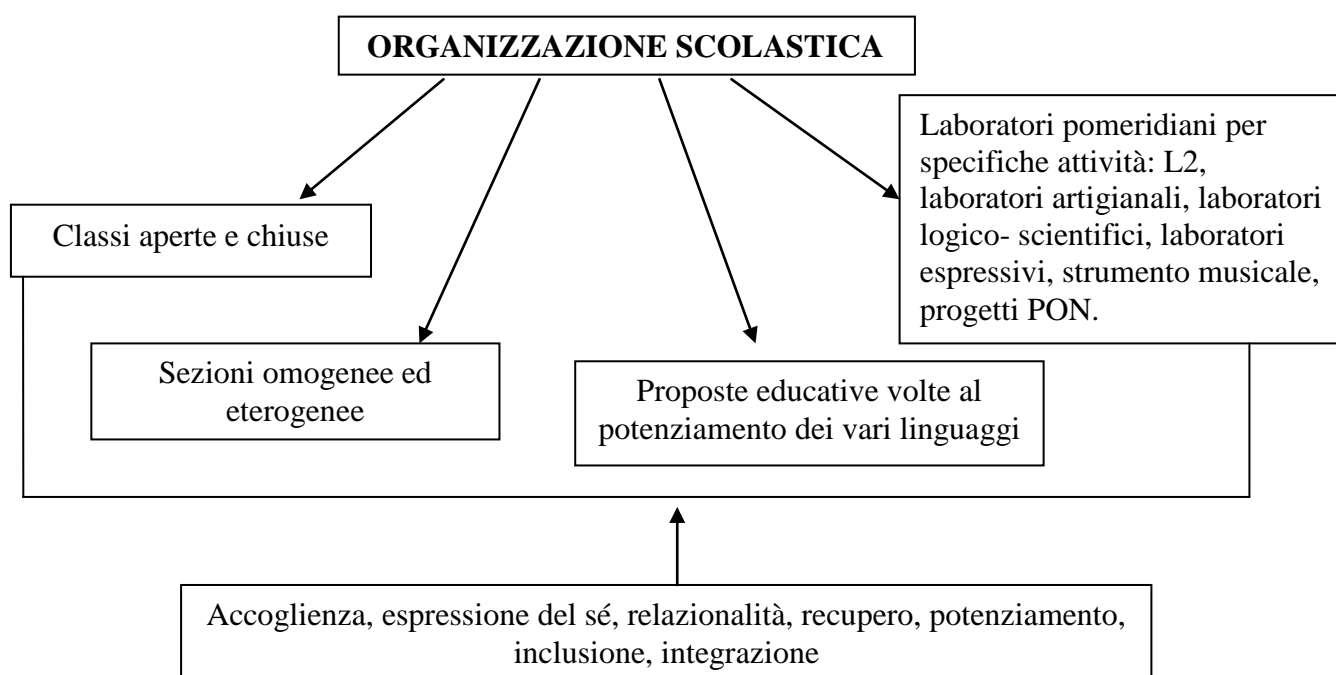 ORGANIZZAZIONE SCOLASTICA
Laboratori pomeridiani per
specifiche attività: L2,
laboratori artigianali, laboratori
logico- scientifici, laboratori
espressivi, strumento musicale,
progetti PON.
Classi aperte e chiuse
Sezioni omogenee ed
eterogenee
Proposte educative volte al
potenziamento dei vari linguaggi
Accoglienza, espressione del sé, relazionalità, recupero, potenziamento,
inclusione, integrazione